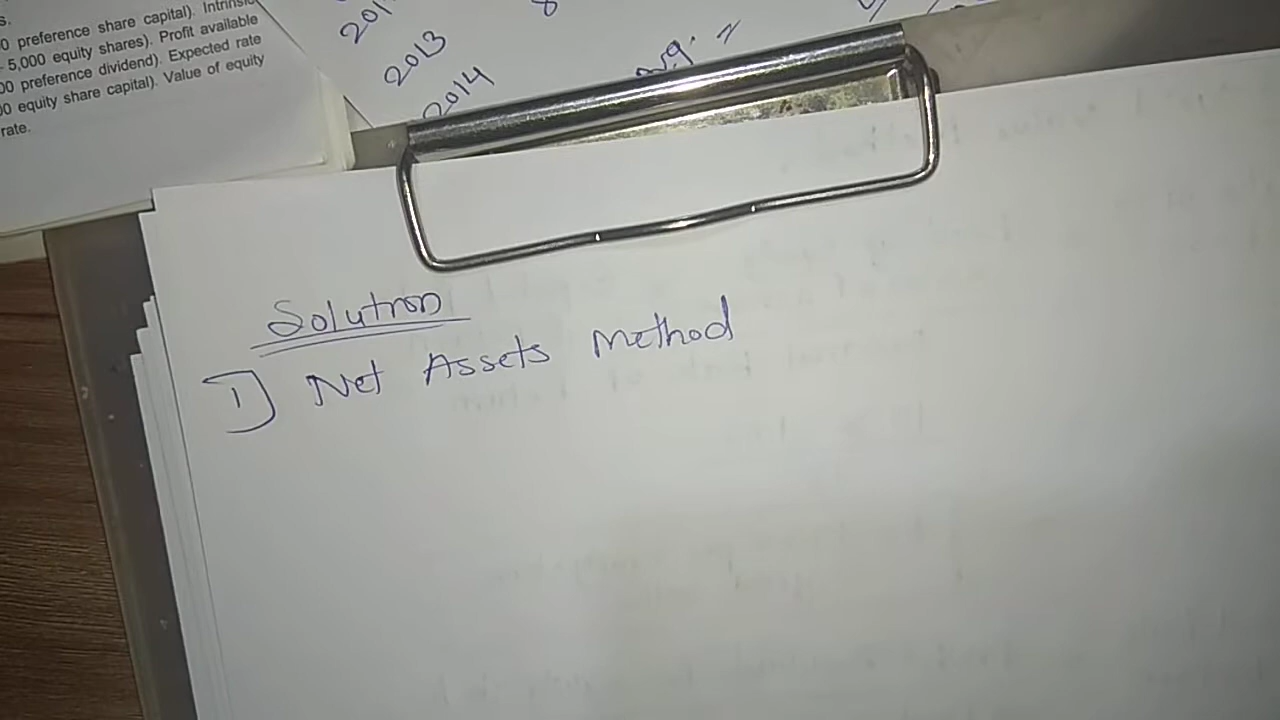 0 preference share capital). Intrinsic
5,000 equity shares). Profit available
00 preference dividend). Expected rate
00 equity share capital). Value of equity
rate.
2013
2014
Solution
1) Net Assets Method